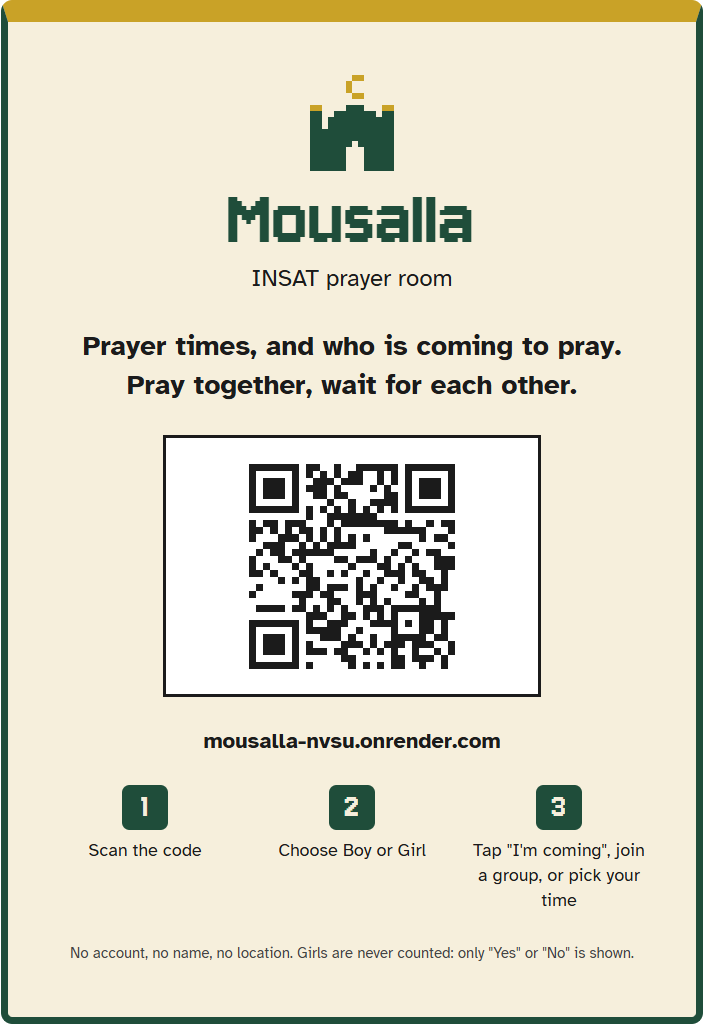 Mousalla
INSAT prayer room
Prayer times, and who is coming to pray.
Pray together, wait for each other.
mousalla-nvsu.onrender.com
1
Scan the code
2
Choose Boy or Girl
3
Tap "I'm coming", join
a group, or pick your
time
No account, no name, no location. Girls are never counted: only "Yes" or "No" is shown.